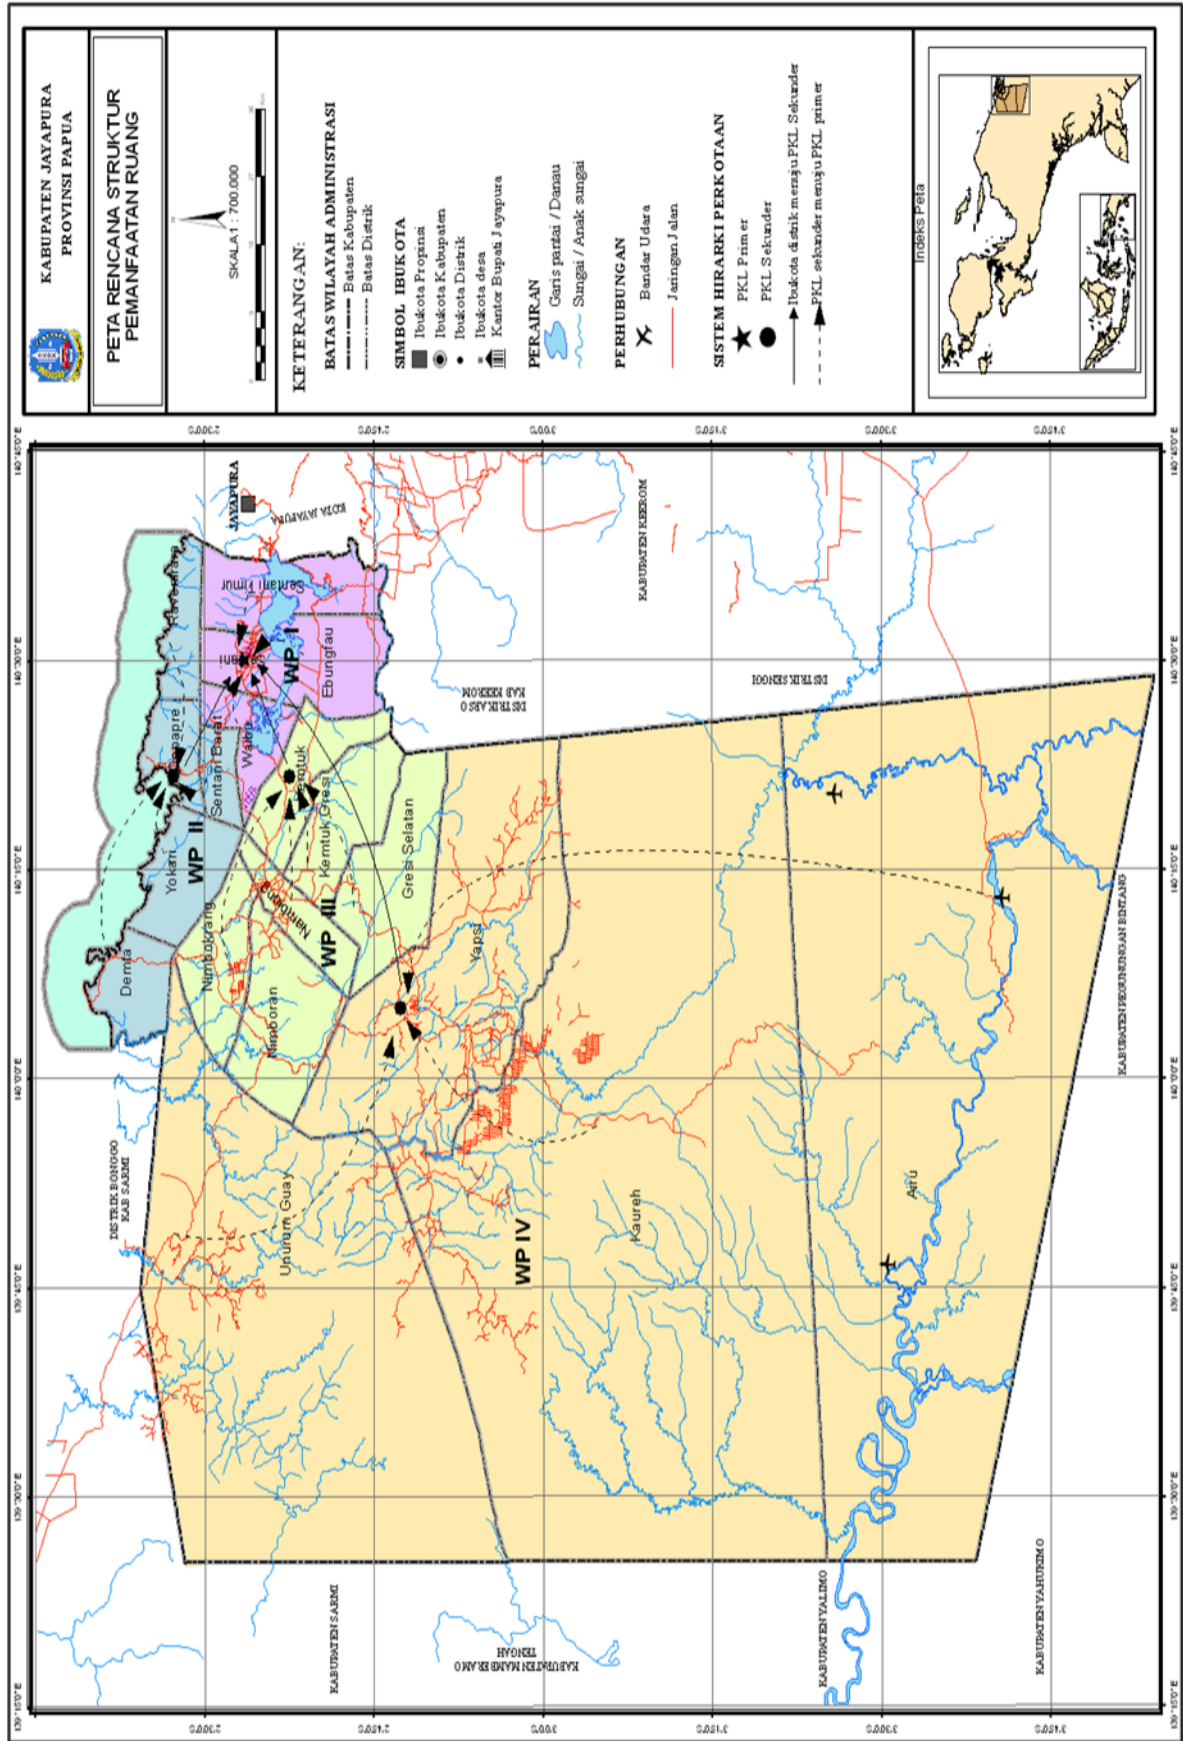 KABUPATEN JAYAPURA
PROVINSI PAPUA
PETA RENCANA STRUKTUR
PEMANFAATAN RUANG
SKALA 1 : 700.000
KETERANGAN:
BATAS WILAYAH ADMINISTRASI
Batas Kabupaten
Batas Distrik
SIMBOL IBUKOTA
Ibukota Propinsi
Ibukota Kabupaten
Ibukota Distrik
Ibukota desa
Kantor Bupati Jayapura
PERAIRAN
Garis pantai / Danau
Sungai / Anak sungai
PERHUBUNGAN
Bandar Udara
Jaringan Jalan
SISTEM HIRARKI PERKOTAAN
PKL Primer
PKL Sekunder
Ibukota distrik menuju PKL Sekunder
PKL sekunder menuju PKL primer
Indeks Peta
JAYAPURA
KOTA JAYAPURA
Sentani Timur
WP I
Ebungfau
Sentani Barat
Waibu
Yokari
WP II
Demta
Kemtuk
Kemtuk Gresi
Gresi Selatan
Nimbokrang
Namblong
WP III
Nimboran
Yapsi
Unurum Guay
WP IV
Kaureh
Airu
KABUPATEN KEEROM
DISTRIK ARSO
KAB KEEROM
DISTRIK SENGGI
KABUPATEN PEGUNUNGAN BINTANG
DISTRIK BONGGO
KAB SARMI
KABUPATEN SARMI
KABUPATEN MAMBERAMO
TENGAH
KABUPATEN YALIMO
KABUPATEN YAHUKIMO